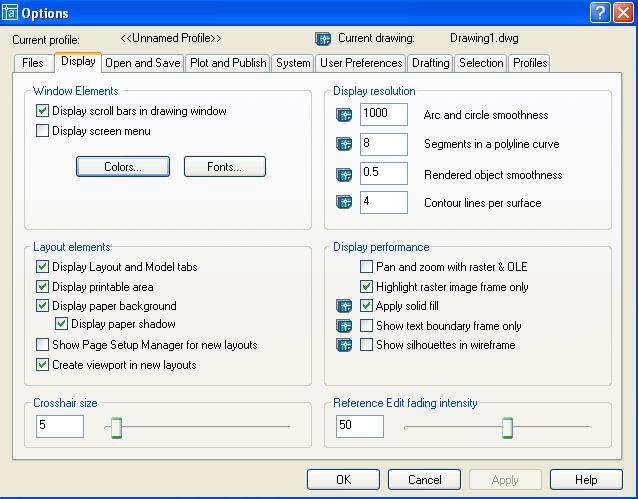 Options
Current profile: <<Unnamed Profile>> Current drawing: Drawing1.dwg
Files Display Open and Save Plot and Publish System User Preferences Drafting Selection Profiles
Window Elements
Display scroll bars in drawing window
Display screen menu
Colors... Fonts...
Display resolution
1000 Arc and circle smoothness
8 Segments in a polyline curve
0.5 Rendered object smoothness
4 Contour lines per surface
Layout elements
Display Layout and Model tabs
Display printable area
Display paper background
Display paper shadow
Show Page Setup Manager for new layouts
Create viewport in new layouts
Display performance
Pan and zoom with raster & OLE
Highlight raster image frame only
Apply solid fill
Show text boundary frame only
Show silhouettes in wireframe
Crosshair size
5
Reference Edit fading intensity
50
OK Cancel Apply Help